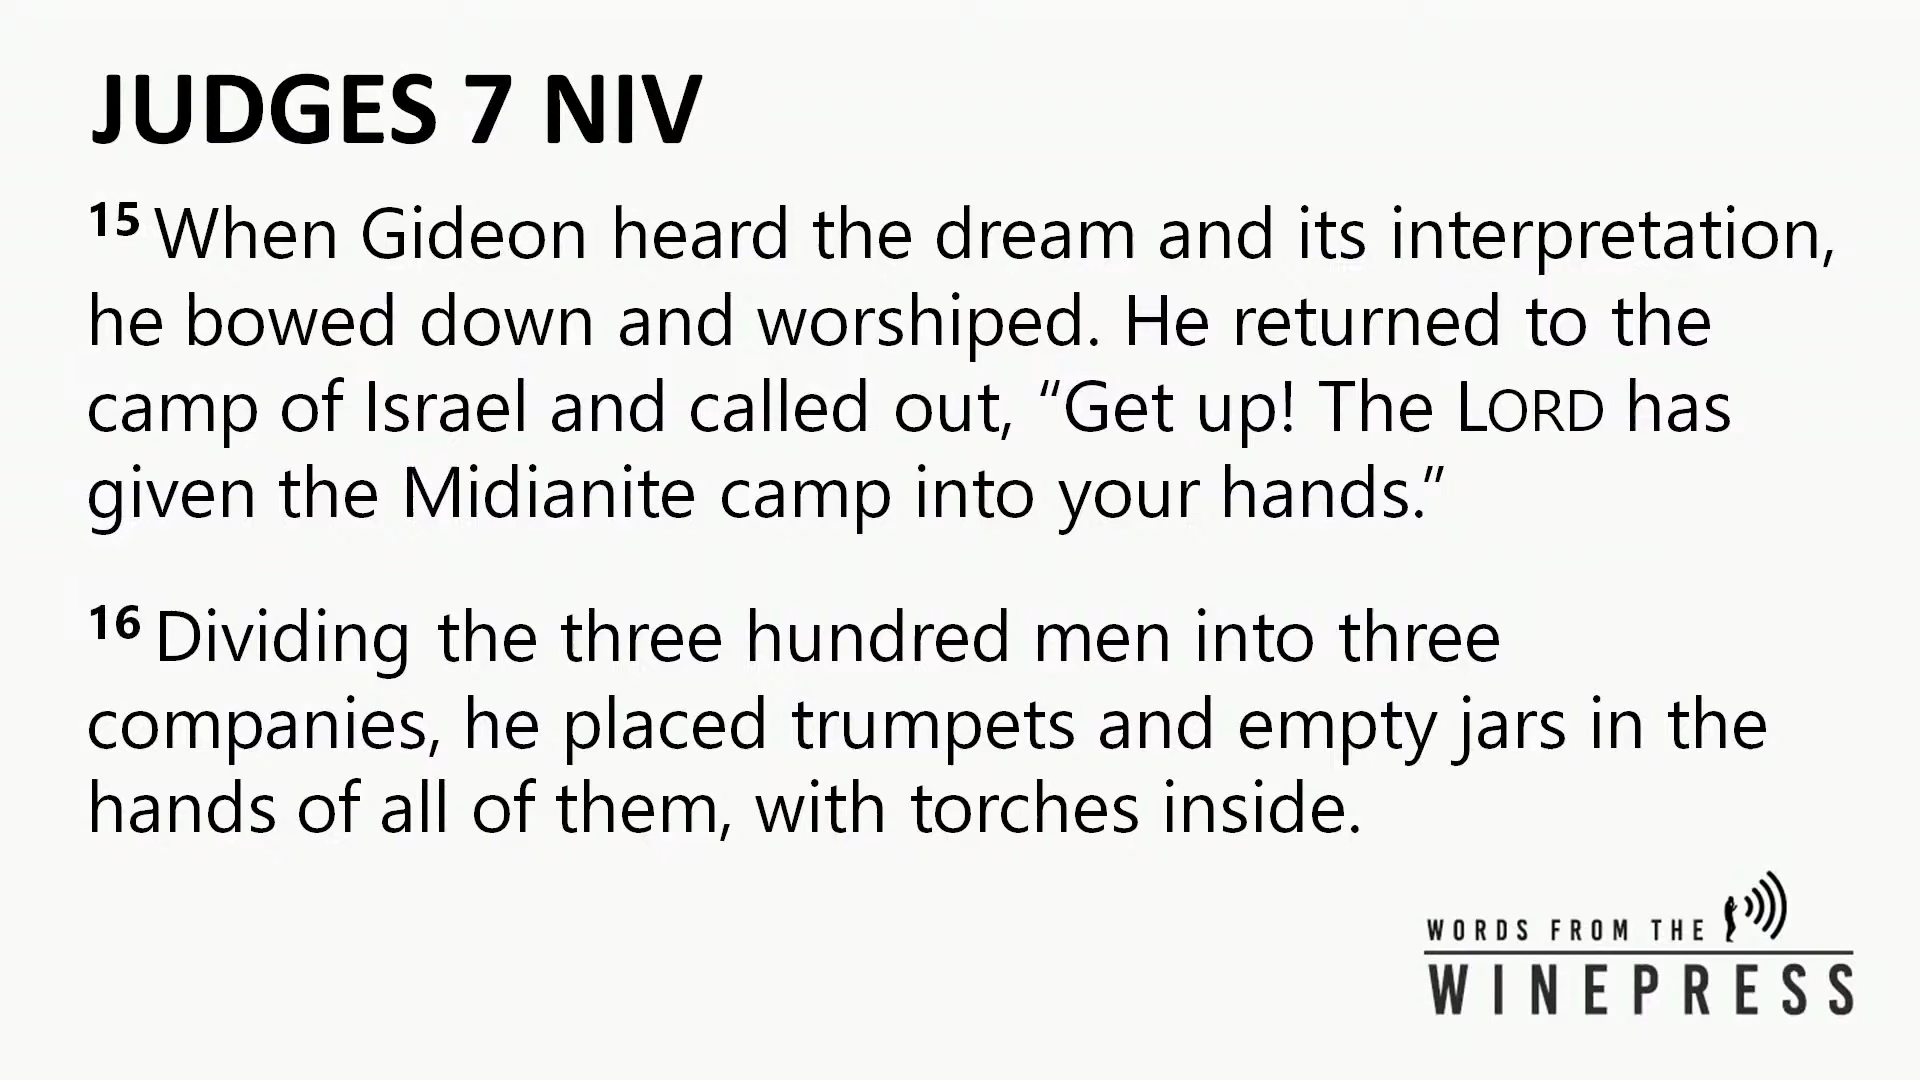 JUDGES 7 NIV
15 When Gideon heard the dream and its interpretation,
he bowed down and worshiped. He returned to the
camp of Israel and called out, “Get up! The LORD has
given the Midianite camp into your hands.”
16 Dividing the three hundred men into three
companies, he placed trumpets and empty jars in the
hands of all of them, with torches inside.
WORDS FROM THE
WINEPRESS